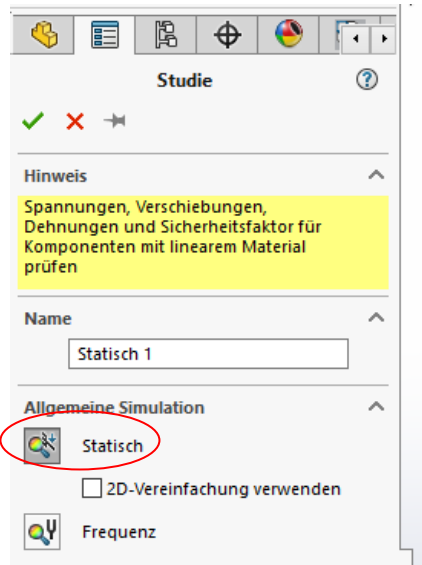 Studie
Hinweis
Spannungen, Verschiebungen,
Dehnungen und Sicherheitsfaktor für
Komponenten mit linearem Material
prüfen
Name
Statisch 1
Allgemeine Simulation
Statisch
2D-Vereinfachung verwenden
Frequenz